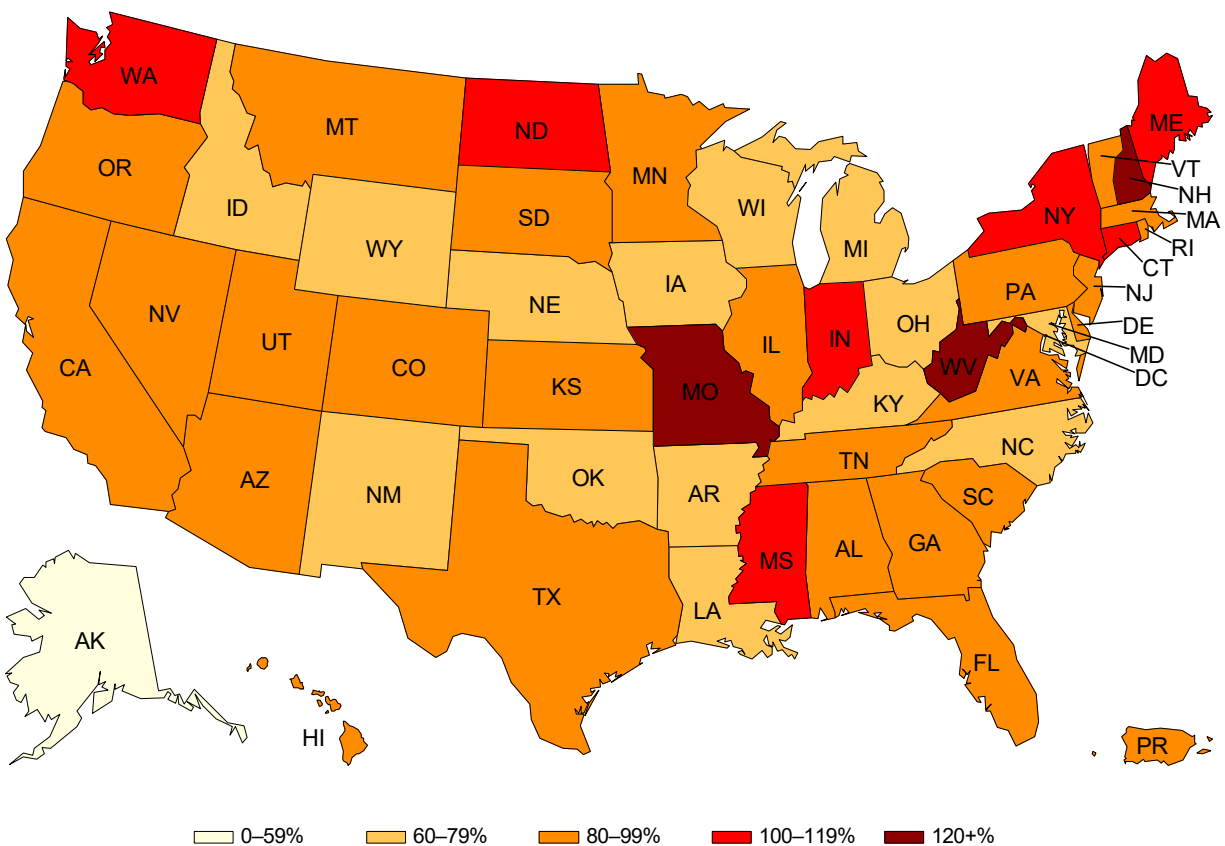 WA
MT
ND
MN
ME
OR
ID
SD
WI
VT
NH
NY
MA
WY
MI
RI
CT
IA
NE
PA
NJ
NV
UT
OH
DE
IL
IN
MD
CA
CO
WV
VA
DC
KS
MO
KY
AZ
OK
TN
NC
NM
AR
SC
MS
AL
GA
TX
LA
AK
FL
HI
PR
0–59%
60–79%
80–99%
100–119%
120+%